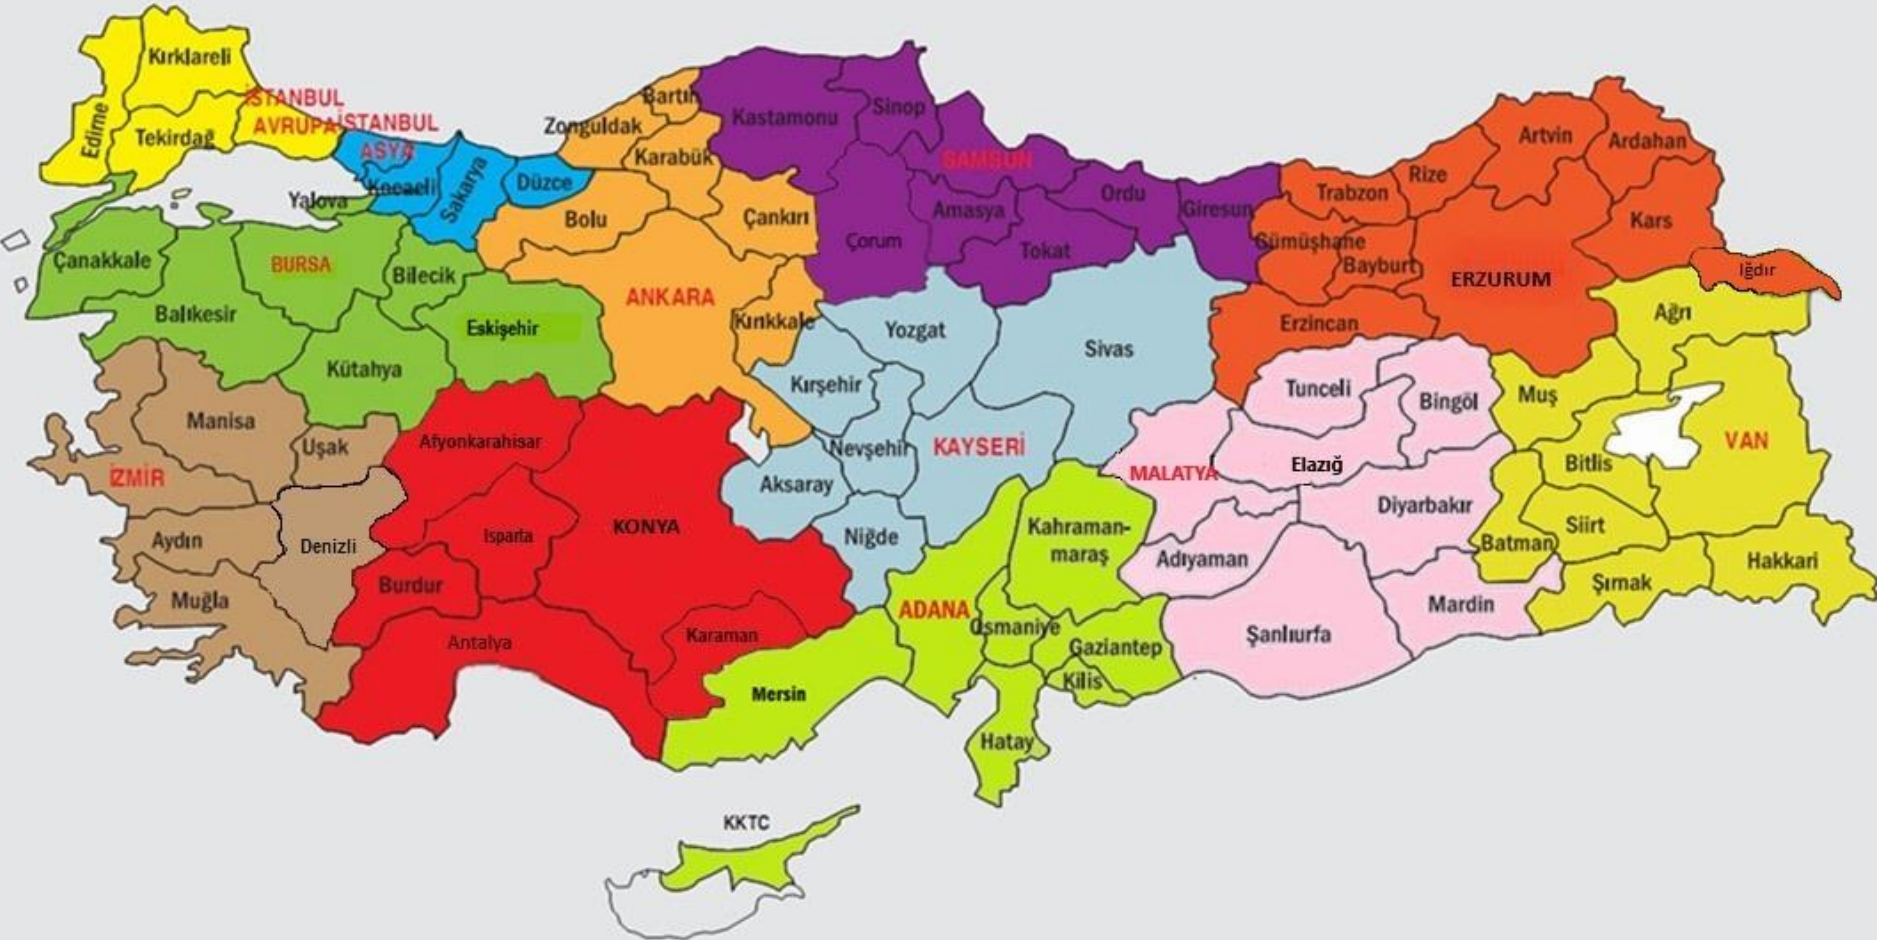 Kırklareli
Edirne
Tekirdağ
İSTANBUL
AVRUPA
İSTANBUL
ASYA
Kocaeli
Yalova
Sakarya
Düzce
Zonguldak
Bartın
Karabük
Bolu
Çankırı
ANKARA
Kırıkkale
Kastamonu
Sinop
SAMSUN
Çorum
Amasya
Tokat
Ordu
Giresun
Trabzon
Rize
Artvin
Ardahan
Gümüşhane
Bayburt
Kars
ERZURUM
Iğdır
Erzincan
Ağrı
Çanakkale
BURSA
Bilecik
Balıkesir
Eskişehir
Kütahya
Yozgat
Sivas
Kırşehir
Nevşehir
KAYSERİ
Aksaray
Niğde
Tunceli
Bingöl
MALATYA
Elazığ
Diyarbakır
Adıyaman
Şanlıurfa
Mardin
Muş
Bitlis
VAN
Batman
Siirt
Şırnak
Hakkari
Manisa
Uşak
İZMİR
Aydın
Denizli
Muğla
Afyonkarahisar
Isparta
KONYA
Burdur
Antalya
Karaman
Kahraman-
maraş
ADANA
Osmaniye
Gaziantep
Kilis
Mersin
Hatay
KKTC